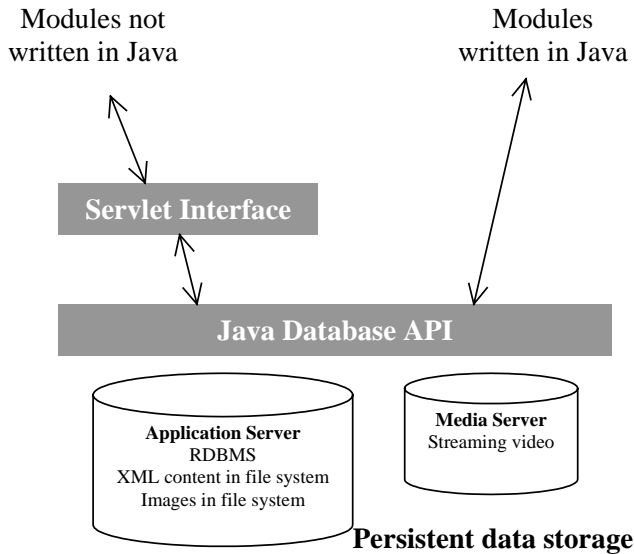 Modules not
written in Java
Modules
written in Java
Servlet Interface
Java Database API
Application Server
RDBMS
XML content in file system
Images in file system
Media Server
Streaming video
Persistent data storage